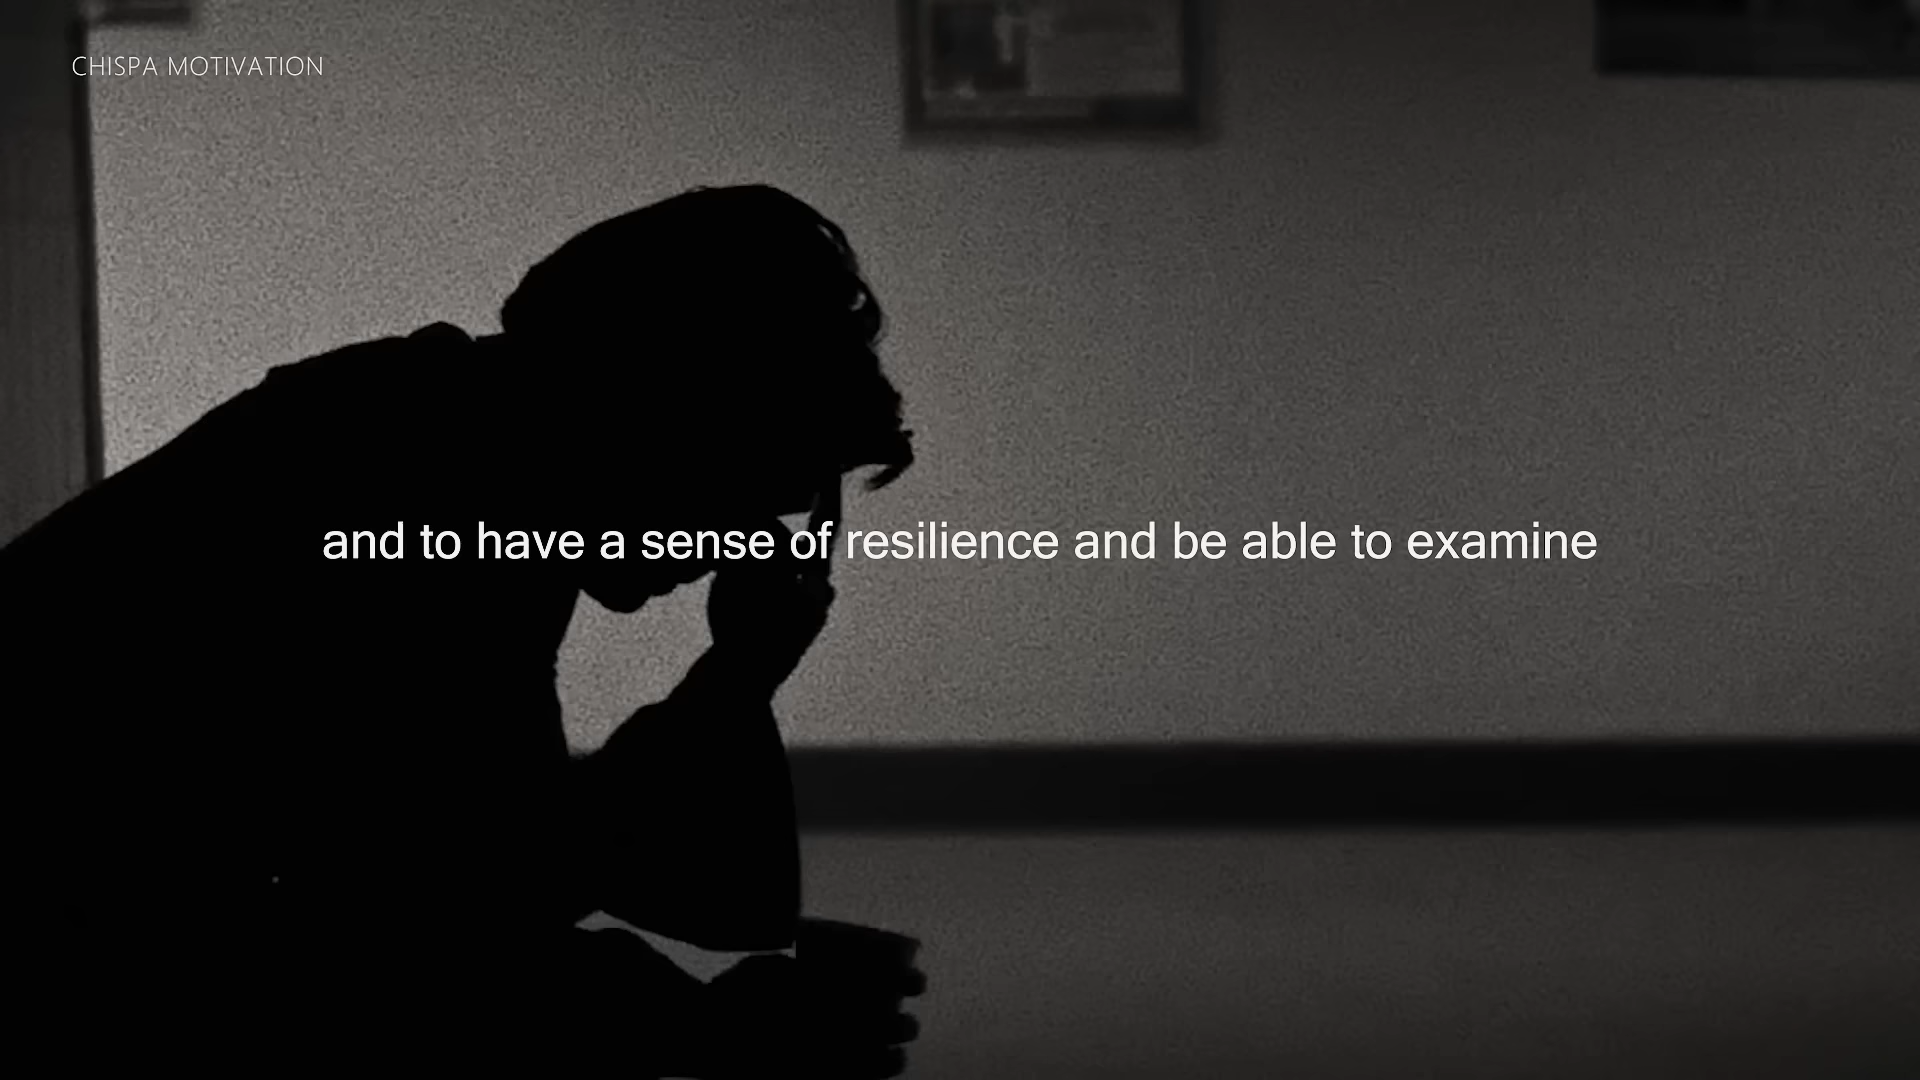 CHISPA MOTIVATION
and to have a sense of resilience and be able to examine